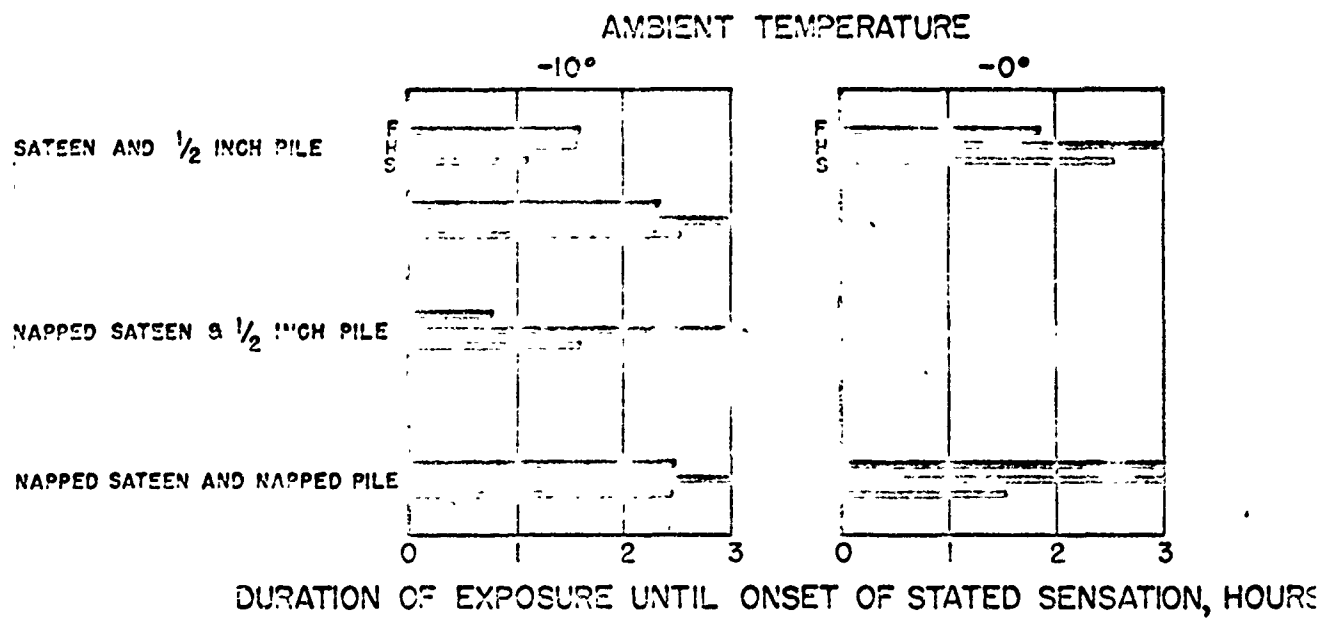 AMBIENT TEMPERATURE
-10° -0°
SATEEN AND 1/2 INCH PILE
F
H
S
F
H
S
NAPPED SATEEN & 1/2 INCH PILE
NAPPED SATEEN AND NAPPED PILE
0 1 2 3 0 1 2 3
DURATION OF EXPOSURE UNTIL ONSET OF STATED SENSATION, HOURS